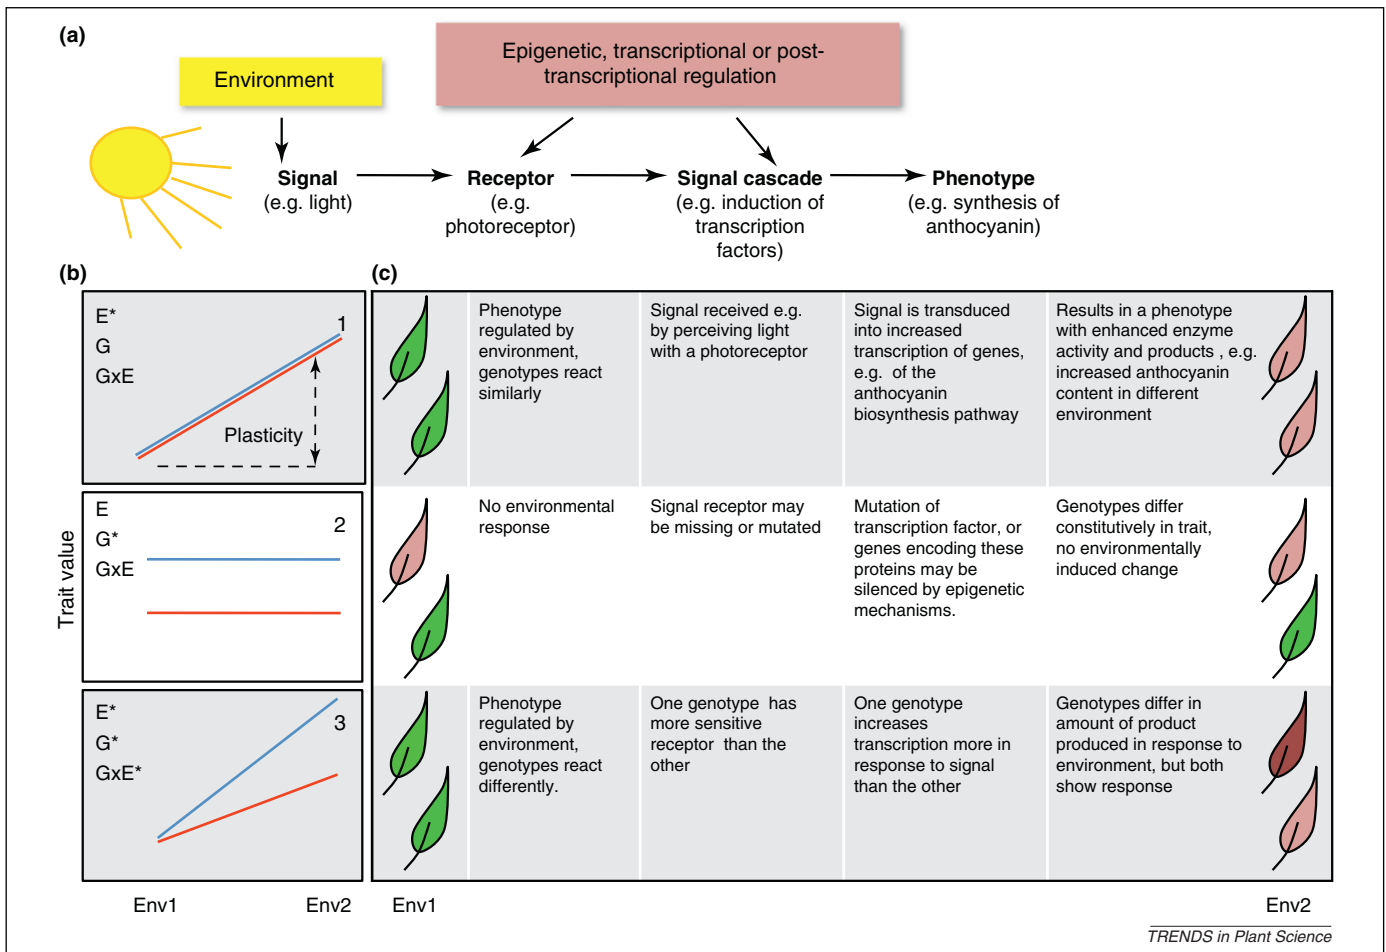 (a)
Environment
Epigenetic, transcriptional or post-
transcriptional regulation
Signal
(e.g. light)
Receptor
(e.g.
photoreceptor)
Signal cascade
(e.g. induction of
transcription
factors)
Phenotype
(e.g. synthesis of
anthocyanin)
(b)
E*
G
GxE
1
Plasticity
E
G*
GxE
2
E*
G*
GxE*
3
Trait value
Env1
Env2
(c)
Phenotype
regulated by
environment,
genotypes react
similarly
Signal received e.g.
by perceiving light
with a photoreceptor
Signal is transduced
into increased
transcription of genes,
e.g. of the
anthocyanin
biosynthesis pathway
Results in a phenotype
with enhanced enzyme
activity and products , e.g.
increased anthocyanin
content in different
environment
No environmental
response
Signal receptor may
be missing or mutated
Mutation of
transcription factor, or
genes encoding these
proteins may be
silenced by epigenetic
mechanisms.
Genotypes differ
constitutively in trait,
no environmentally
induced change
Phenotype
regulated by
environment,
genotypes react
differently.
One genotype has
more sensitive
receptor than the
other
One genotype
increases
transcription more in
response to signal
than the other
Genotypes differ in
amount of product
produced in response to
environment, but both
show response
Env1
Env2
TRENDS in Plant Science